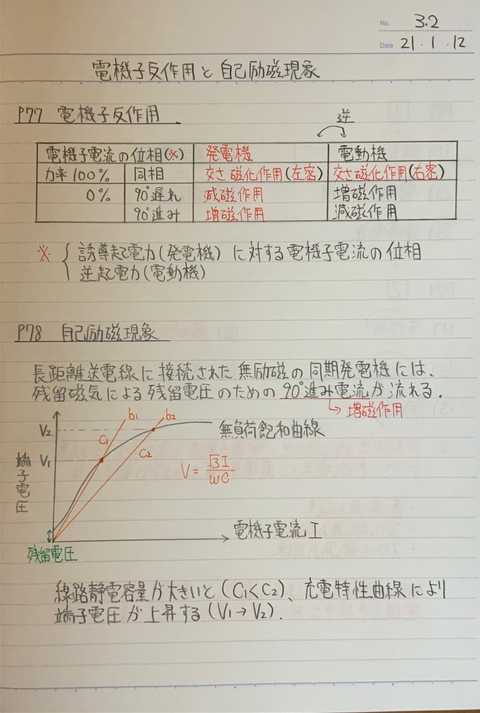 No. 3.2
Date 21・1・12
電機子反作用と自己励磁現象
P77 電機子反作用
逆
電機子電流の位相(※) 発電機 電動機
力率100% 同相 交さ磁化作用(左密) 交さ磁化作用(右密)
0% 90°遅れ 減磁作用 増磁作用
90°進み 増磁作用 減磁作用
※ { 誘導起電力(発電機) に対する電機子電流の位相
逆起電力(電動機)
P78 自己励磁現象
長距離送電線に接続された無励磁の同期発電機には、
残留磁気による残留電圧のための90°進み電流が流れる.
↳ 増磁作用
b1 b2
V2 無負荷飽和曲線
C1 C2
V1
V = √3I/ωC
端子電圧
電機子電流 I
残留電圧
線路静電容量が大きいと(C1<C2)、充電特性曲線により
端子電圧が上昇する(V1→V2).